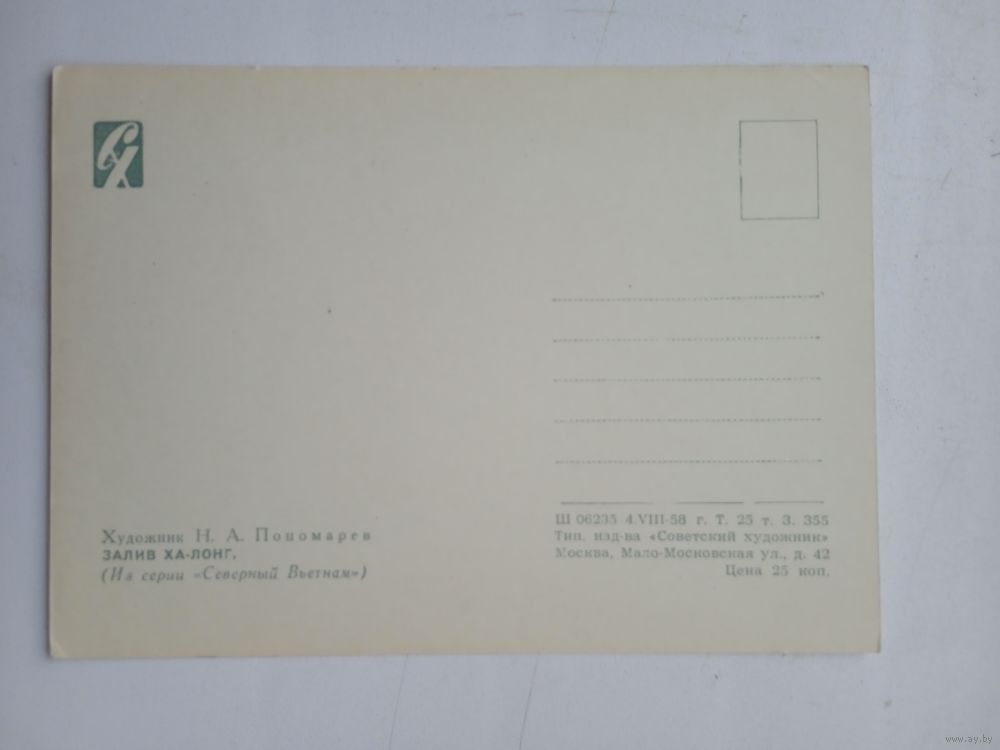 СХ
Художник Н. А. Пономарев
ЗАЛИВ ХА-ЛОНГ.
(Из серии «Северный Вьетнам»)
Ш 06235 4.VIII-58 г. Т. 25 т. З. 355
Тип. изд-ва «Советский художник»
Москва, Мало-Московская ул., д. 42
Цена 25 коп.
www.ay.by